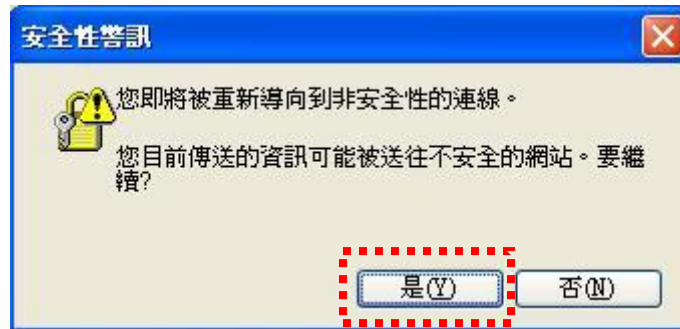 安全性警訊
您即將被重新導向到非安全性的連線。
您目前傳送的資訊可能被送往不安全的網站。要繼
續?
是(Y) 否(N)